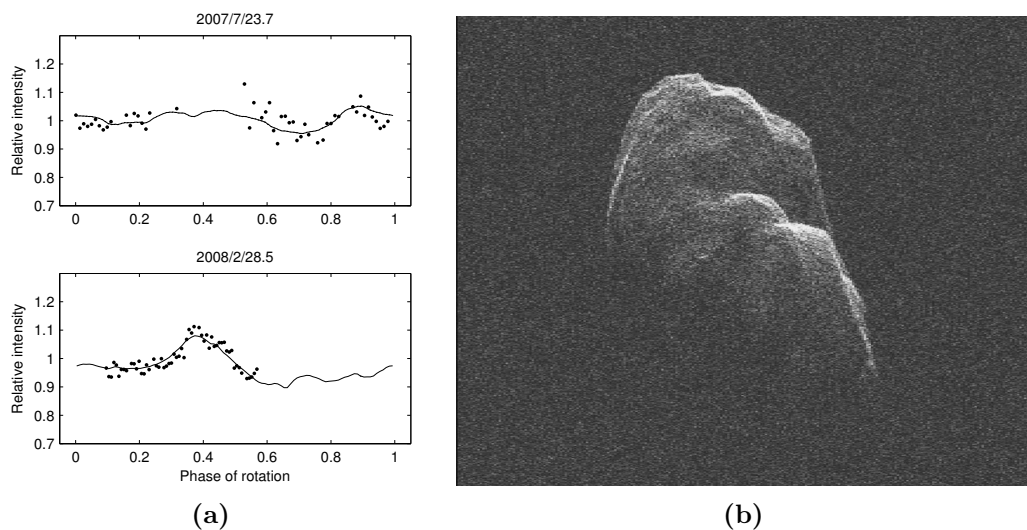 2007/7/23.7
1.2
1.1
1
0.9
0.8
0.7
Relative intensity
0 0.2 0.4 0.6 0.8 1
2008/2/28.5
1.2
1.1
1
0.9
0.8
0.7
Relative intensity
0 0.2 0.4 0.6 0.8 1
Phase of rotation
(a) (b)